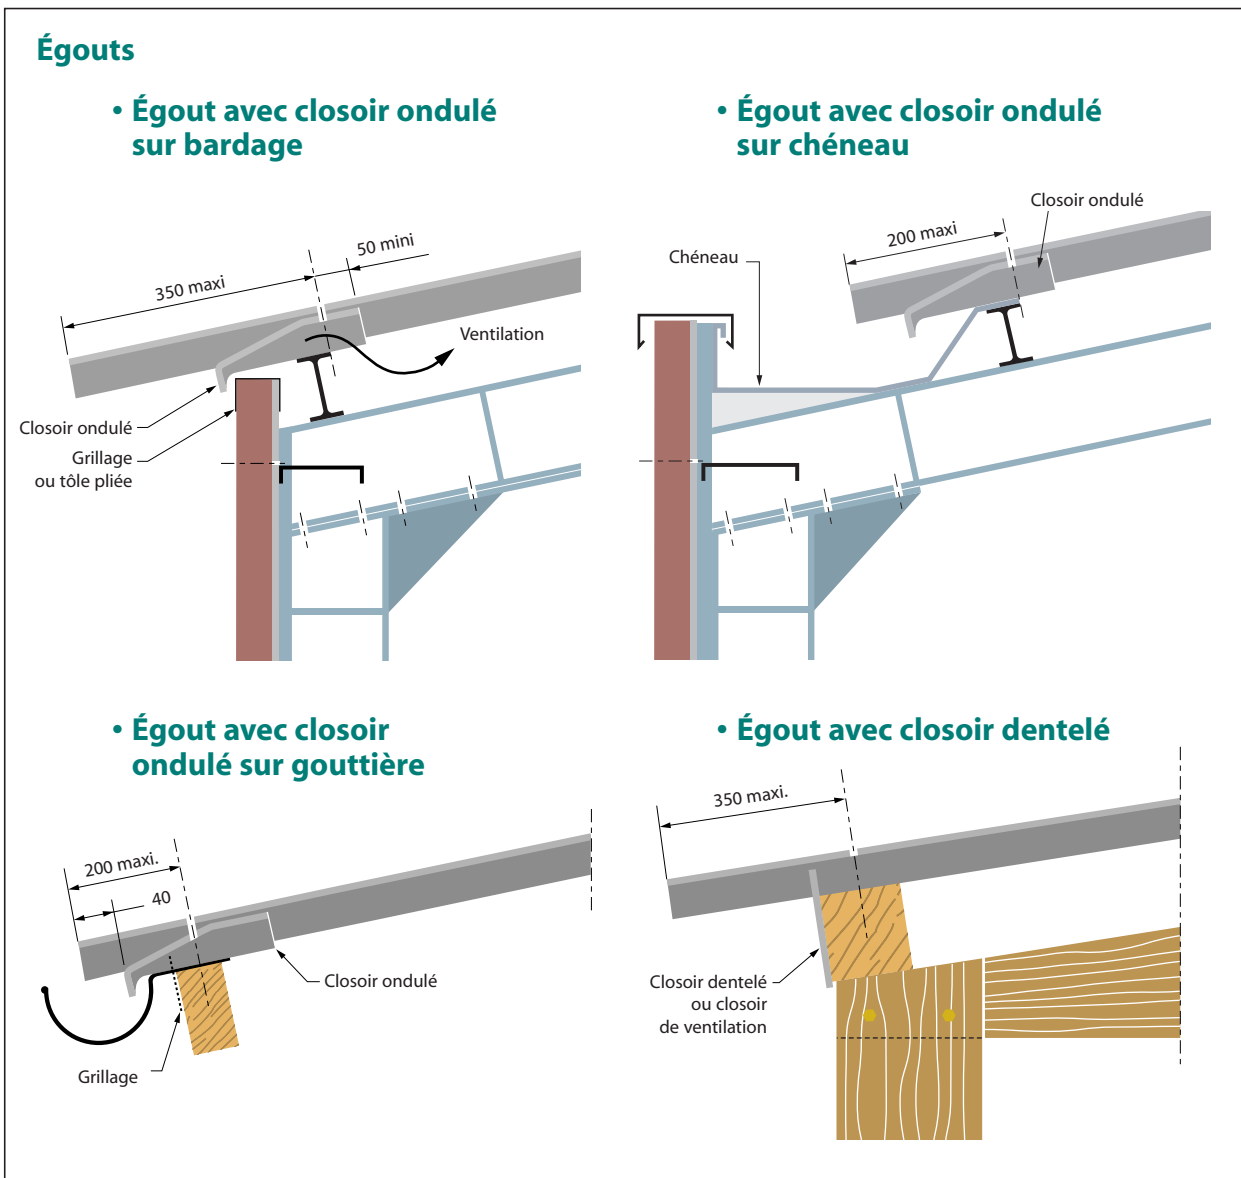 Égouts
• Égout avec closoir ondulé
sur bardage
350 maxi
50 mini
Ventilation
Closoir ondulé
Grillage
ou tôle pliée
• Égout avec closoir ondulé
sur chéneau
Closoir ondulé
200 maxi
Chéneau
• Égout avec closoir
ondulé sur gouttière
200 maxi.
40
Closoir ondulé
Grillage
• Égout avec closoir dentelé
350 maxi.
Closoir dentelé
ou closoir
de ventilation